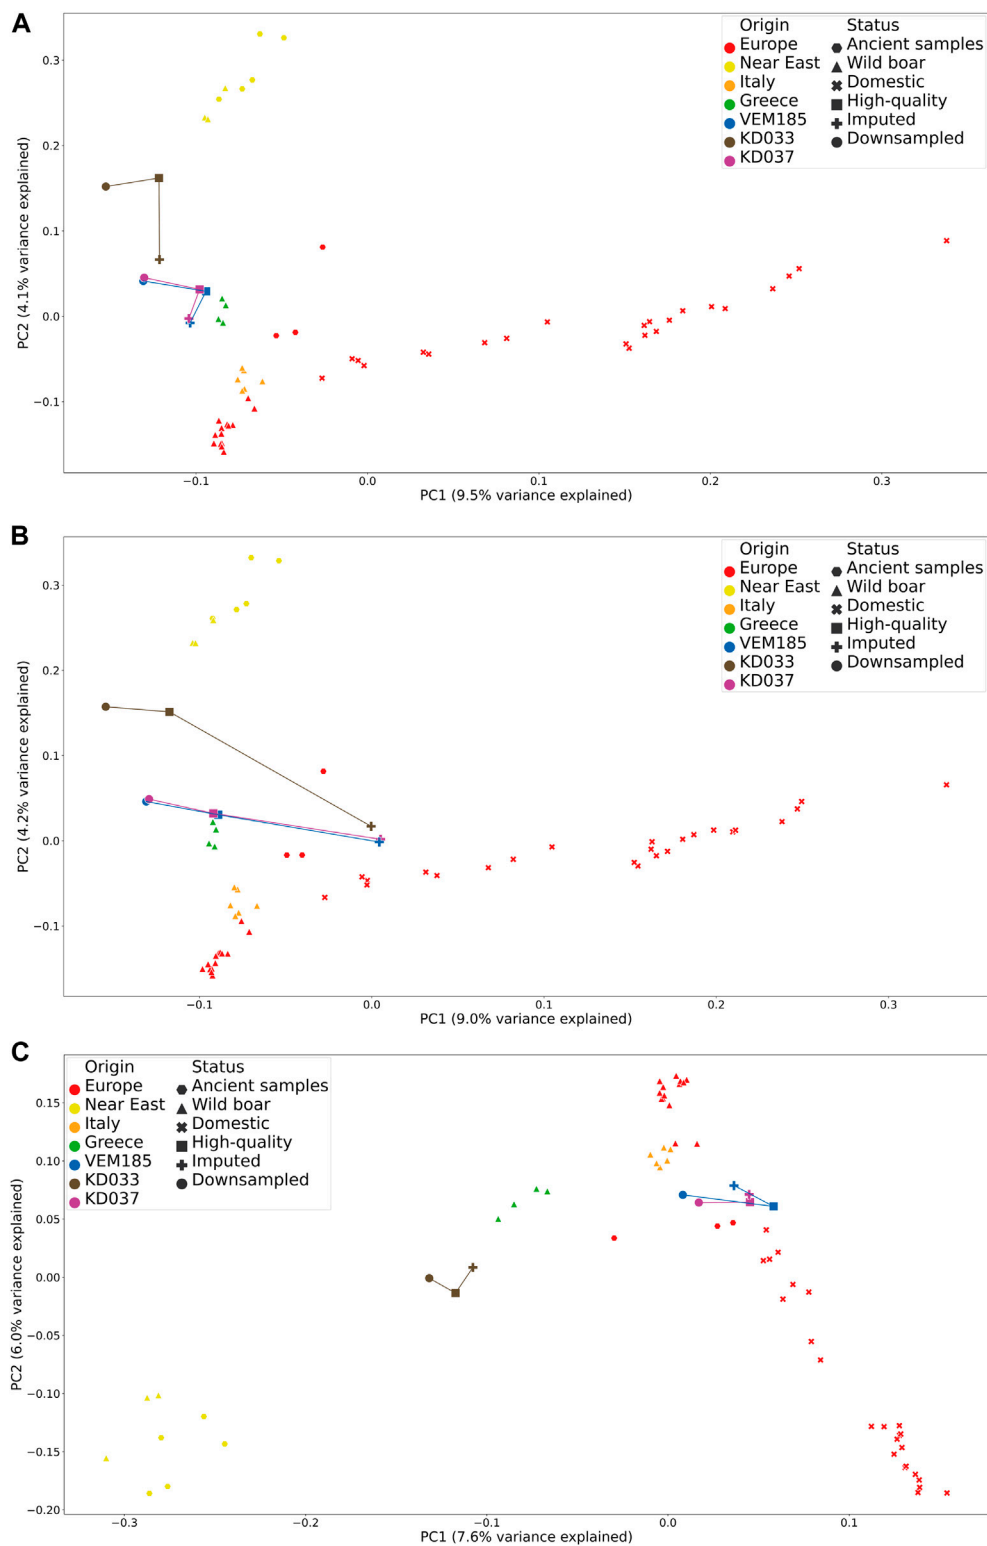 A
Origin Status
Europe Ancient samples
Near East Wild boar
Italy Domestic
Greece High-quality
VEM185 Imputed
KD033 Downsampled
KD037
0.3
0.2
0.1
0.0
−0.1
PC2 (4.1% variance explained)
−0.1 0.0 0.1 0.2 0.3
PC1 (9.5% variance explained)
B
Origin Status
Europe Ancient samples
Near East Wild boar
Italy Domestic
Greece High-quality
VEM185 Imputed
KD033 Downsampled
KD037
0.3
0.2
0.1
0.0
−0.1
PC2 (4.2% variance explained)
−0.1 0.0 0.1 0.2 0.3
PC1 (9.0% variance explained)
C
Origin Status
Europe Ancient samples
Near East Wild boar
Italy Domestic
Greece High-quality
VEM185 Imputed
KD033 Downsampled
KD037
0.15
0.10
0.05
0.00
−0.05
−0.10
−0.15
−0.20
PC2 (6.0% variance explained)
−0.3 −0.2 −0.1 0.0 0.1
PC1 (7.6% variance explained)